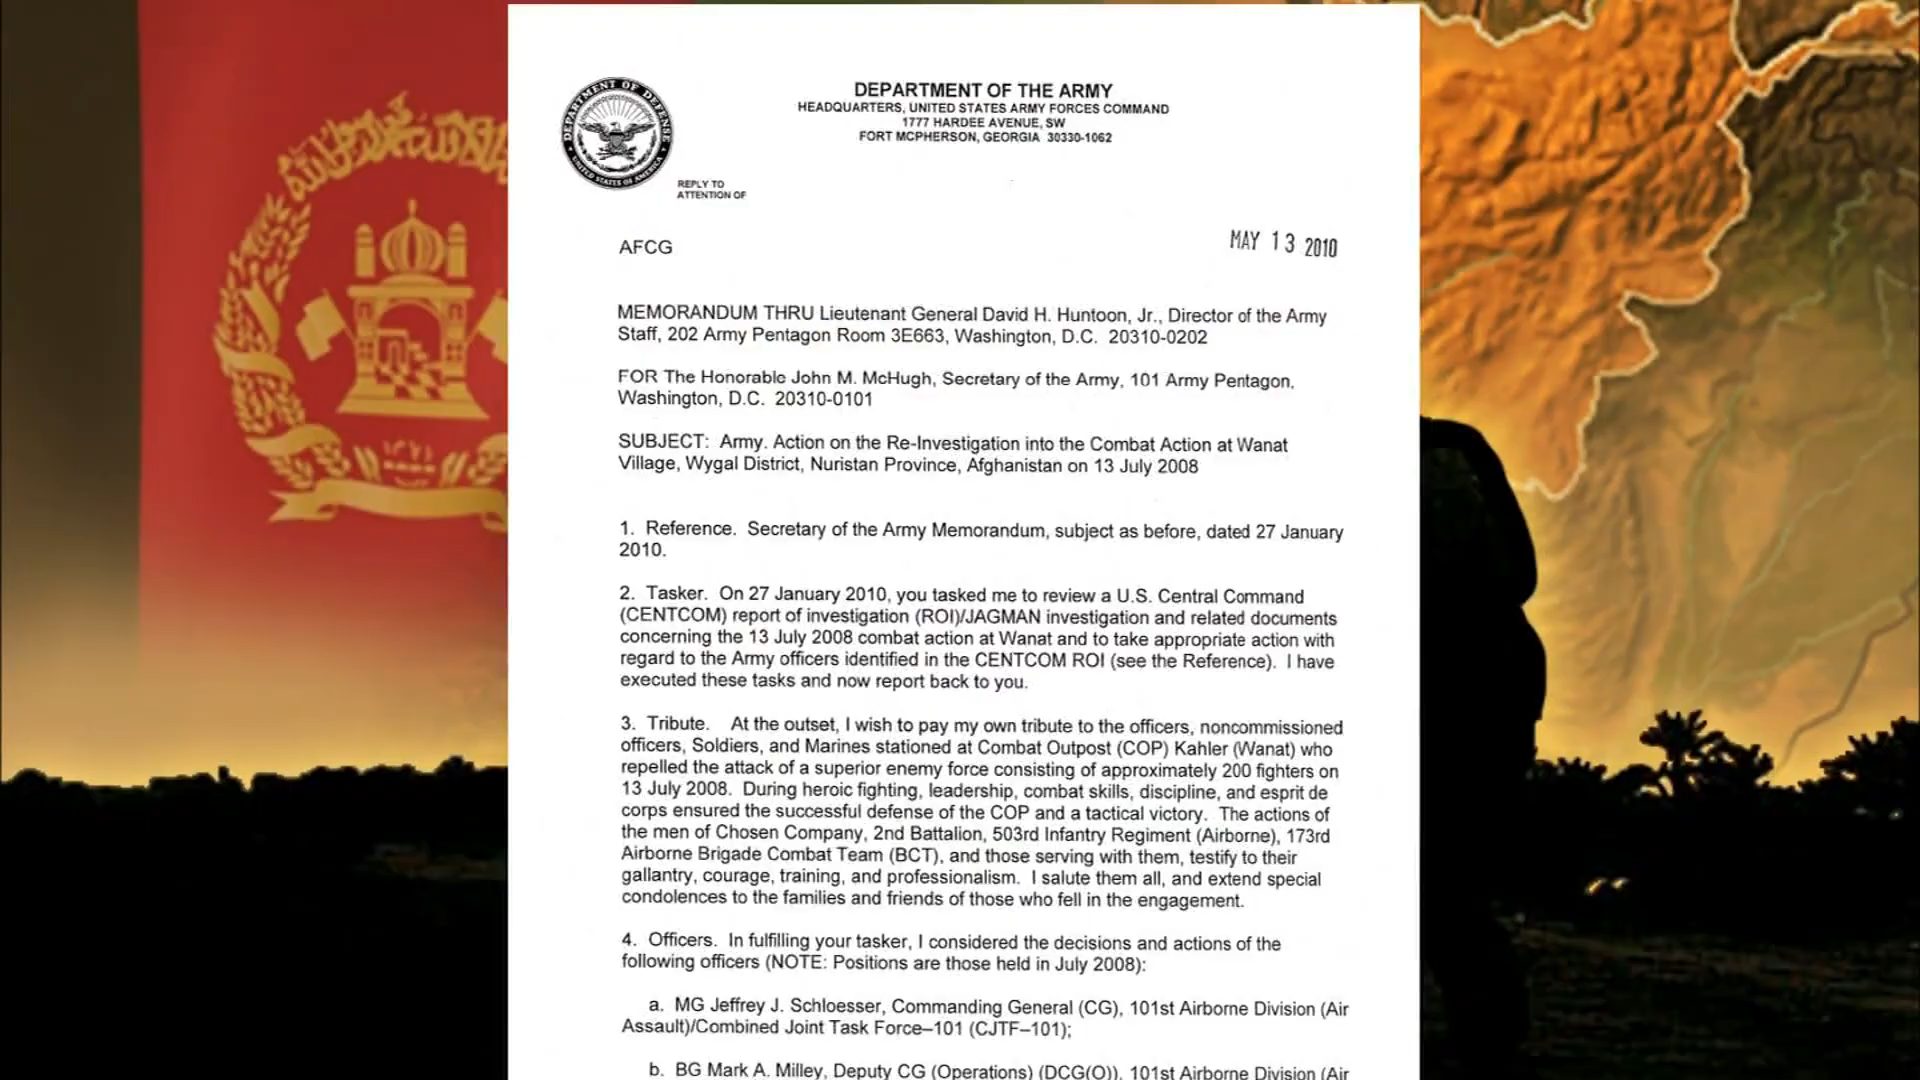 DEPARTMENT OF DEFENSE
UNITED STATES OF AMERICA
DEPARTMENT OF THE ARMY
HEADQUARTERS, UNITED STATES ARMY FORCES COMMAND
1777 HARDEE AVENUE, SW
FORT MCPHERSON, GEORGIA 30330-1062
REPLY TO
ATTENTION OF
AFCG
MAY 13 2010
MEMORANDUM THRU Lieutenant General David H. Huntoon, Jr., Director of the Army
Staff, 202 Army Pentagon Room 3E663, Washington, D.C. 20310-0202
FOR The Honorable John M. McHugh, Secretary of the Army, 101 Army Pentagon,
Washington, D.C. 20310-0101
SUBJECT: Army. Action on the Re-Investigation into the Combat Action at Wanat
Village, Wygal District, Nuristan Province, Afghanistan on 13 July 2008
1. Reference. Secretary of the Army Memorandum, subject as before, dated 27 January
2010.
2. Tasker. On 27 January 2010, you tasked me to review a U.S. Central Command
(CENTCOM) report of investigation (ROI)/JAGMAN investigation and related documents
concerning the 13 July 2008 combat action at Wanat and to take appropriate action with
regard to the Army officers identified in the CENTCOM ROI (see the Reference). I have
executed these tasks and now report back to you.
3. Tribute. At the outset, I wish to pay my own tribute to the officers, noncommissioned
officers, Soldiers, and Marines stationed at Combat Outpost (COP) Kahler (Wanat) who
repelled the attack of a superior enemy force consisting of approximately 200 fighters on
13 July 2008. During heroic fighting, leadership, combat skills, discipline, and esprit de
corps ensured the successful defense of the COP and a tactical victory. The actions of
the men of Chosen Company, 2nd Battalion, 503rd Infantry Regiment (Airborne), 173rd
Airborne Brigade Combat Team (BCT), and those serving with them, testify to their
gallantry, courage, training, and professionalism. I salute them all, and extend special
condolences to the families and friends of those who fell in the engagement.
4. Officers. In fulfilling your tasker, I considered the decisions and actions of the
following officers (NOTE: Positions are those held in July 2008):
a. MG Jeffrey J. Schloesser, Commanding General (CG), 101st Airborne Division (Air
Assault)/Combined Joint Task Force–101 (CJTF–101);
b. BG Mark A. Milley, Deputy CG (Operations) (DCG(O)), 101st Airborne Division (Air